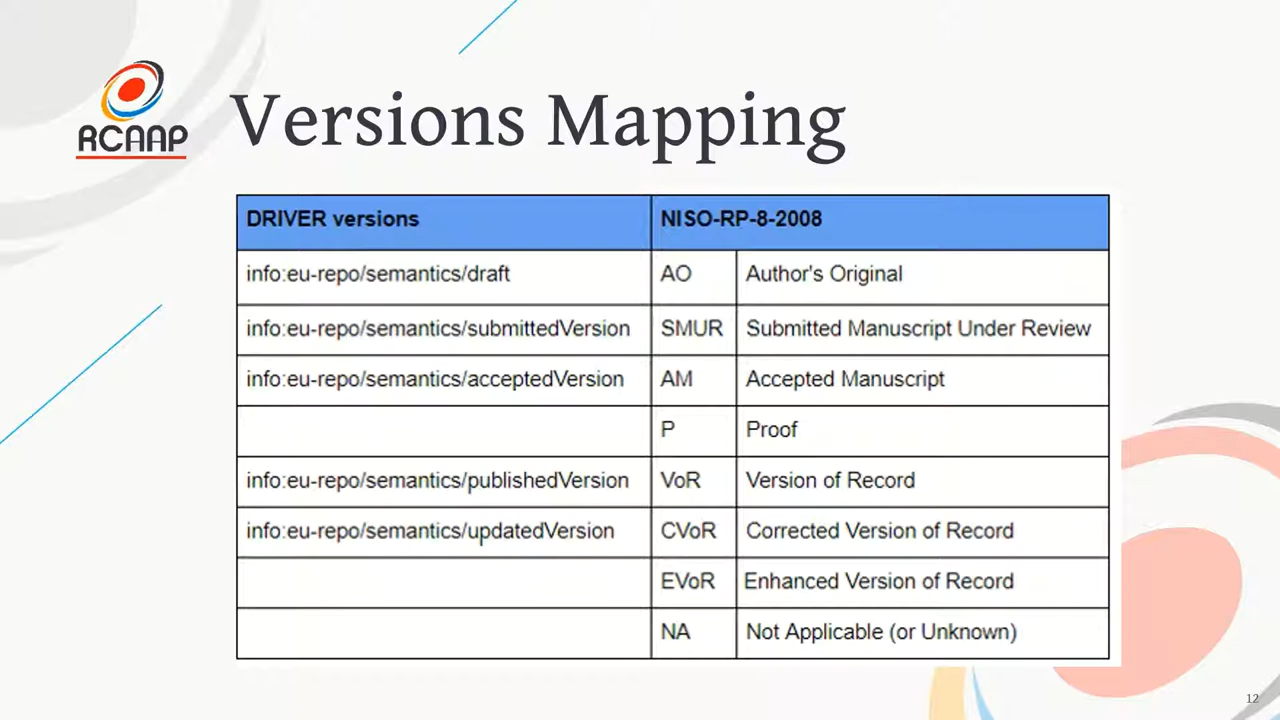 RCAAP
Versions Mapping
DRIVER versions NISO-RP-8-2008
info:eu-repo/semantics/draft AO Author's Original
info:eu-repo/semantics/submittedVersion SMUR Submitted Manuscript Under Review
info:eu-repo/semantics/acceptedVersion AM Accepted Manuscript
P Proof
info:eu-repo/semantics/publishedVersion VoR Version of Record
info:eu-repo/semantics/updatedVersion CVoR Corrected Version of Record
EVoR Enhanced Version of Record
NA Not Applicable (or Unknown)
12